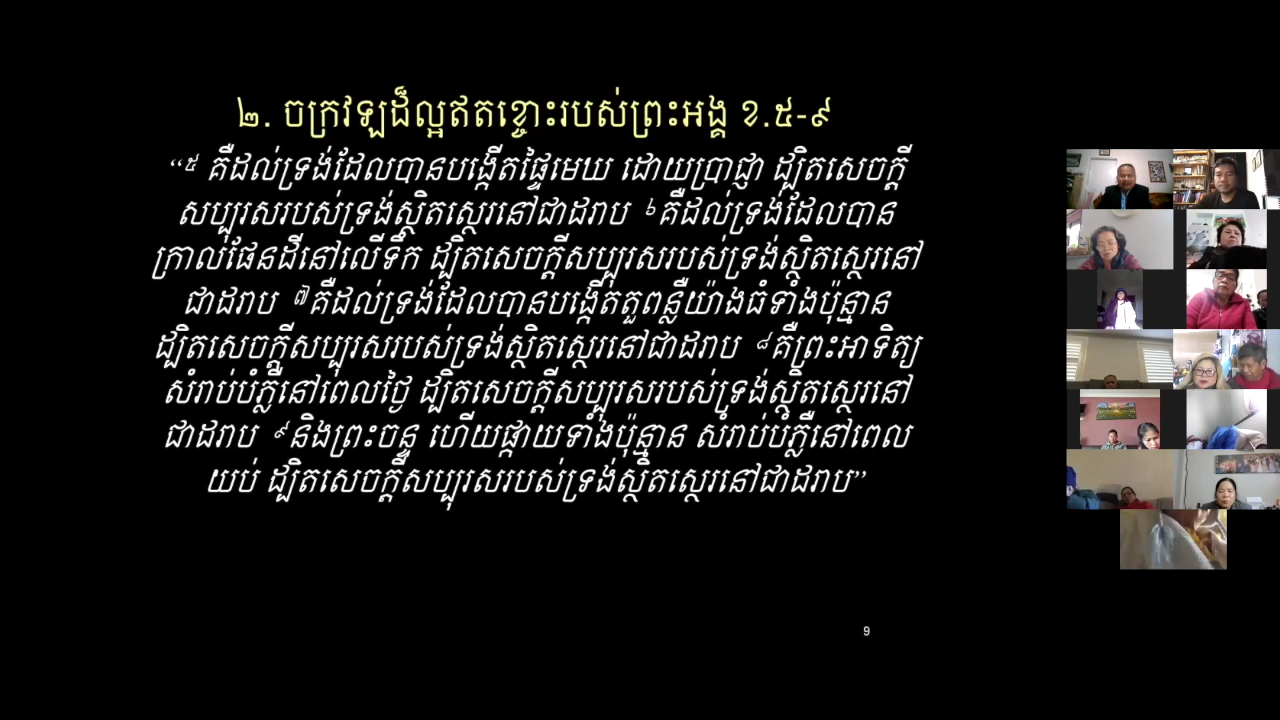 ២. ចក្រវឡដ៏ល្អឥតខ្ចោះរបស់ព្រះអង្គ ខ.៥-៩
“៥ គឺដល់ទ្រង់ដែលបានបង្កើតផ្ទៃមេឃ ដោយប្រាជ្ញា ដ្បិតសេចក្ដី
សប្បុរសរបស់ទ្រង់ស្ថិតស្ថេរនៅជាដរាប ៦គឺដល់ទ្រង់ដែលបាន
ក្រាលផែនដីនៅលើទឹក ដ្បិតសេចក្ដីសប្បុរសរបស់ទ្រង់ស្ថិតស្ថេរនៅ
ជាដរាប ៧គឺដល់ទ្រង់ដែលបានបង្កើតតួពន្លឺយ៉ាងធំទាំងប៉ុន្មាន
ដ្បិតសេចក្ដីសប្បុរសរបស់ទ្រង់ស្ថិតស្ថេរនៅជាដរាប ៨គឺព្រះអាទិត្យ
សំរាប់បំភ្លឺនៅពេលថ្ងៃ ដ្បិតសេចក្ដីសប្បុរសរបស់ទ្រង់ស្ថិតស្ថេរនៅ
ជាដរាប ៩និងព្រះចន្ទ ហើយផ្កាយទាំងប៉ុន្មាន សំរាប់បំភ្លឺនៅពេល
យប់ ដ្បិតសេចក្ដីសប្បុរសរបស់ទ្រង់ស្ថិតស្ថេរនៅជាដរាប”
9